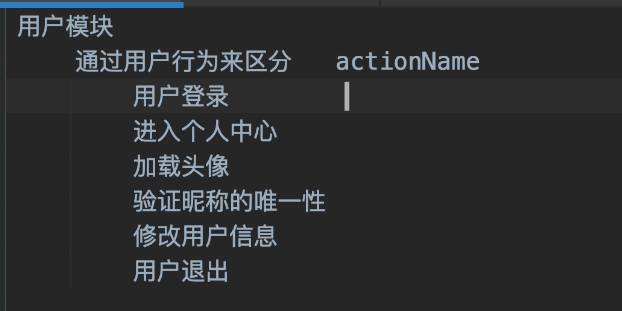 用户模块
通过用户行为来区分 actionName
用户登录
进入个人中心
加载头像
验证昵称的唯一性
修改用户信息
用户退出